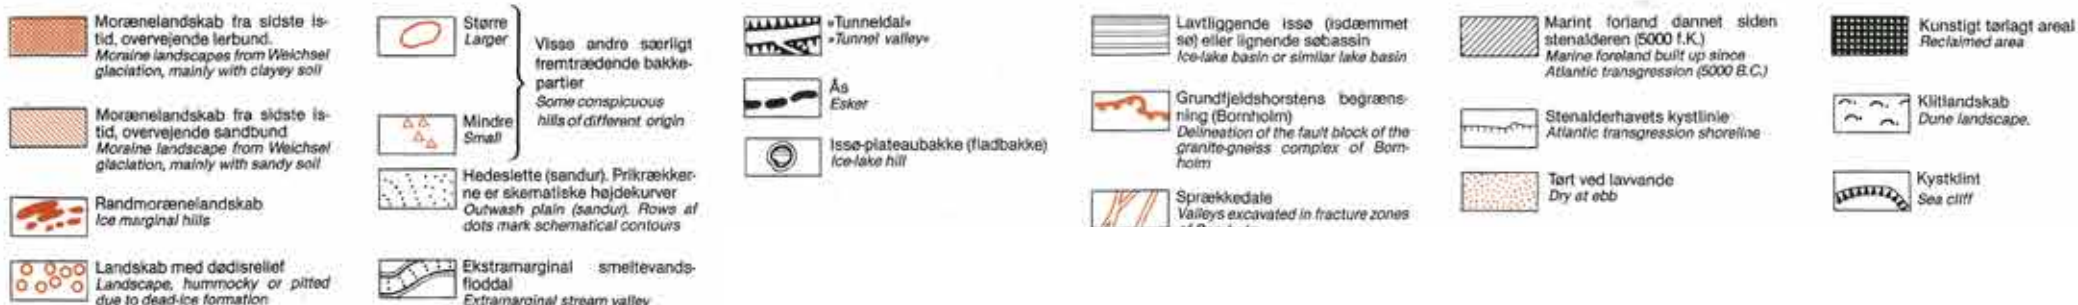 Morænelandskab fra sidste is-
tid, overvejende lerbund.
Moraine landscapes from Weichsel
glaciation, mainly with clayey soil
Morænelandskab fra sidste is-
tid, overvejende sandbund
Moraine landscape from Weichsel
glaciation, mainly with sandy soil
Randmorænelandskab
Ice marginal hills
Landskab med dødisrelief
Landscape, hummocky or pitted
due to dead-ice formation
Større
Larger
Mindre
Small
Visse andre særligt
fremtrædende bakke-
partier
Some conspicuous
hills of different origin
Hedeslette (sandur). Prikrækker-
ne er skematiske højdekurver
Outwash plain (sandur). Rows af
dots mark schematical contours
Ekstramarginal smeltevands-
floddal
Extramarginal stream valley
»Tunneldal«
»Tunnel valley«
Ås
Esker
Issø-plateaubakke (fladbakke)
Ice-lake hill
Lavtliggende issø (isdæmmet
sø) eller lignende søbassin
Ice-lake basin or similar lake basin
Grundfjeldshorstens begræns-
ning (Bornholm)
Delineation of the fault block of the
granite-gneiss complex of Born-
holm
Sprækkedale
Valleys excavated in fracture zones
Marint forland dannet siden
stenalderen (5000 f.K.)
Marine foreland built up since
Atlantic transgression (5000 B.C.)
Stenalderhavets kystlinie
Atlantic transgression shoreline
Tørt ved lavvande
Dry at ebb
Kunstigt tørlagt areal
Reclaimed area
Klitlandskab
Dune landscape.
Kystklint
Sea cliff